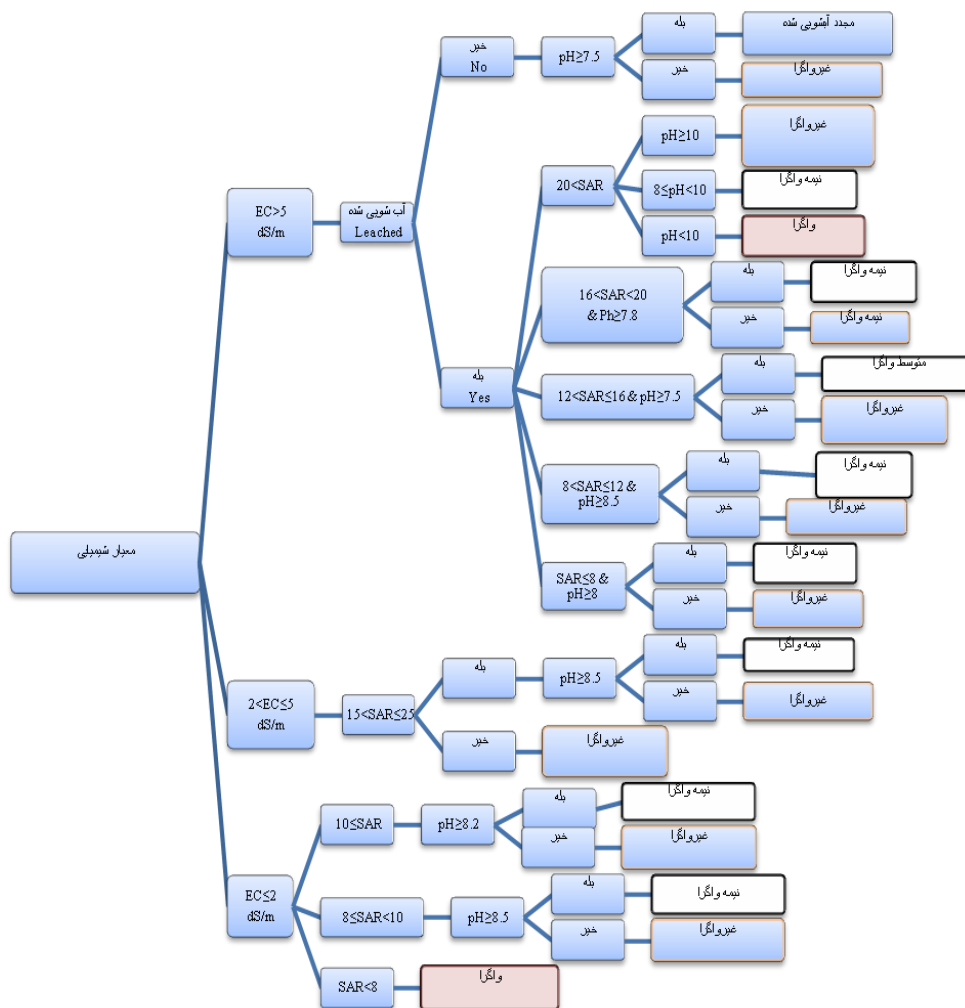 معیار شیمیایی
EC>5
dS/m
آب شویی شده
Leached
خیر
No
pH≥7.5
بله
مجدد آبشویی شده
خیر
غیرواگرا
بله
Yes
20<SAR
pH≥10
غیرواگرا
8≤pH<10
نیمه واگرا
pH<10
واگرا
16<SAR<20
& Ph≥7.8
بله
نیمه واگرا
خیر
نیمه واگرا
12<SAR≤16 & pH≥7.5
بله
متوسط واگرا
خیر
غیرواگرا
8<SAR≤12 &
pH≥8.5
بله
نیمه واگرا
خیر
غیرواگرا
SAR≤8 &
pH≥8
بله
نیمه واگرا
خیر
غیرواگرا
2<EC≤5
dS/m
15<SAR≤25
بله
pH≥8.5
بله
نیمه واگرا
خیر
غیرواگرا
خیر
غیرواگرا
EC≤2
dS/m
10≤SAR
pH≥8.2
بله
نیمه واگرا
خیر
غیرواگرا
8≤SAR<10
pH≥8.5
بله
نیمه واگرا
خیر
غیرواگرا
SAR<8
واگرا